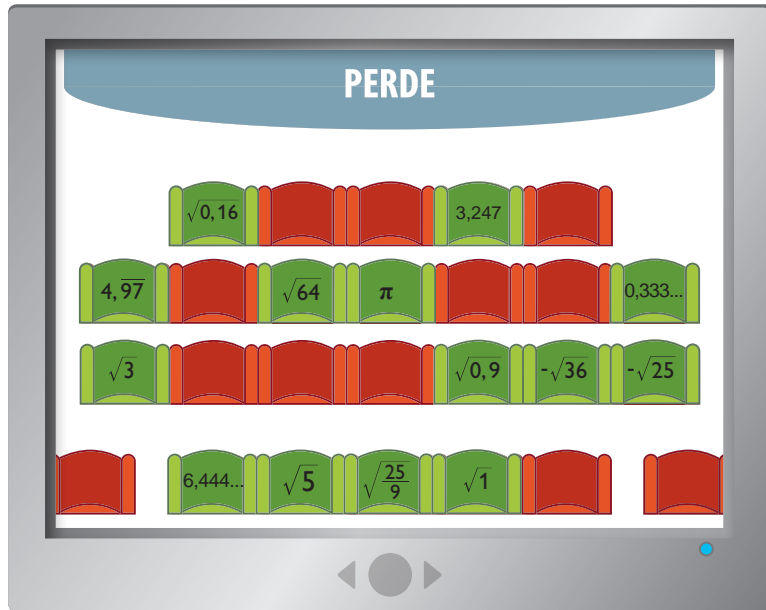 PERDE
√0,16 3,247
4,9̅7̅ √64 π 0,333...
√3 √0,9 -√36 -√25
6,444... √5 √25/9 √1